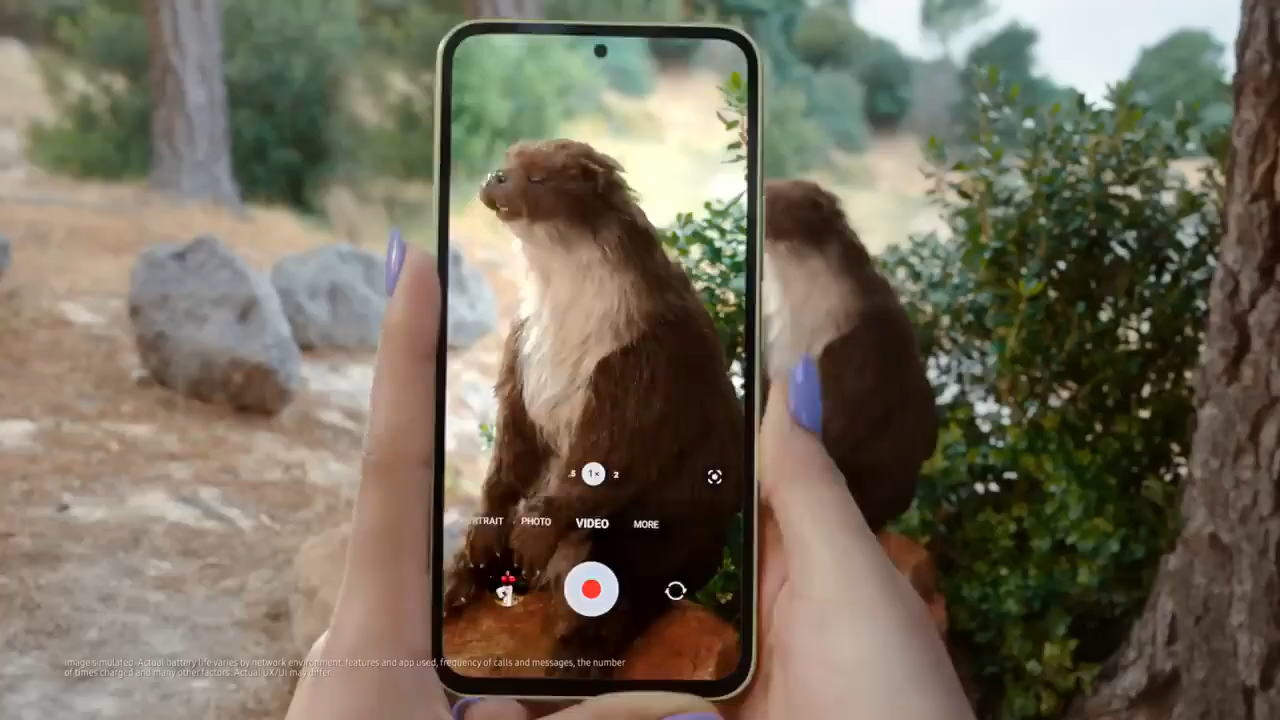 .5 1× 2
PORTRAIT PHOTO VIDEO MORE
Image simulated. Actual battery life varies by network environment, features and app used, frequency of calls and messages, the number
of times charged and many other factors. Actual UX/UI may differ.